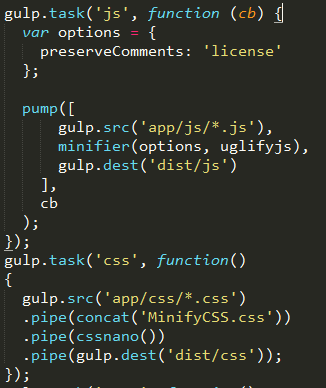 gulp.task('js', function (cb) {
  var options = {
    preserveComments: 'license'
  };

  pump([
      gulp.src('app/js/*.js'),
      minifier(options, uglifyjs),
      gulp.dest('dist/js')
    ],
    cb
  );
});
gulp.task('css', function()
{
  gulp.src('app/css/*.css')
  .pipe(concat('MinifyCSS.css'))
  .pipe(cssnano())
  .pipe(gulp.dest('dist/css'));
});